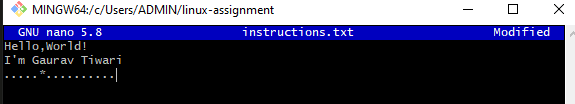 MINGW64:/c/Users/ADMIN/linux-assignment
GNU nano 5.8 instructions.txt Modified
Hello,World!
I'm Gaurav Tiwari
.....*..........